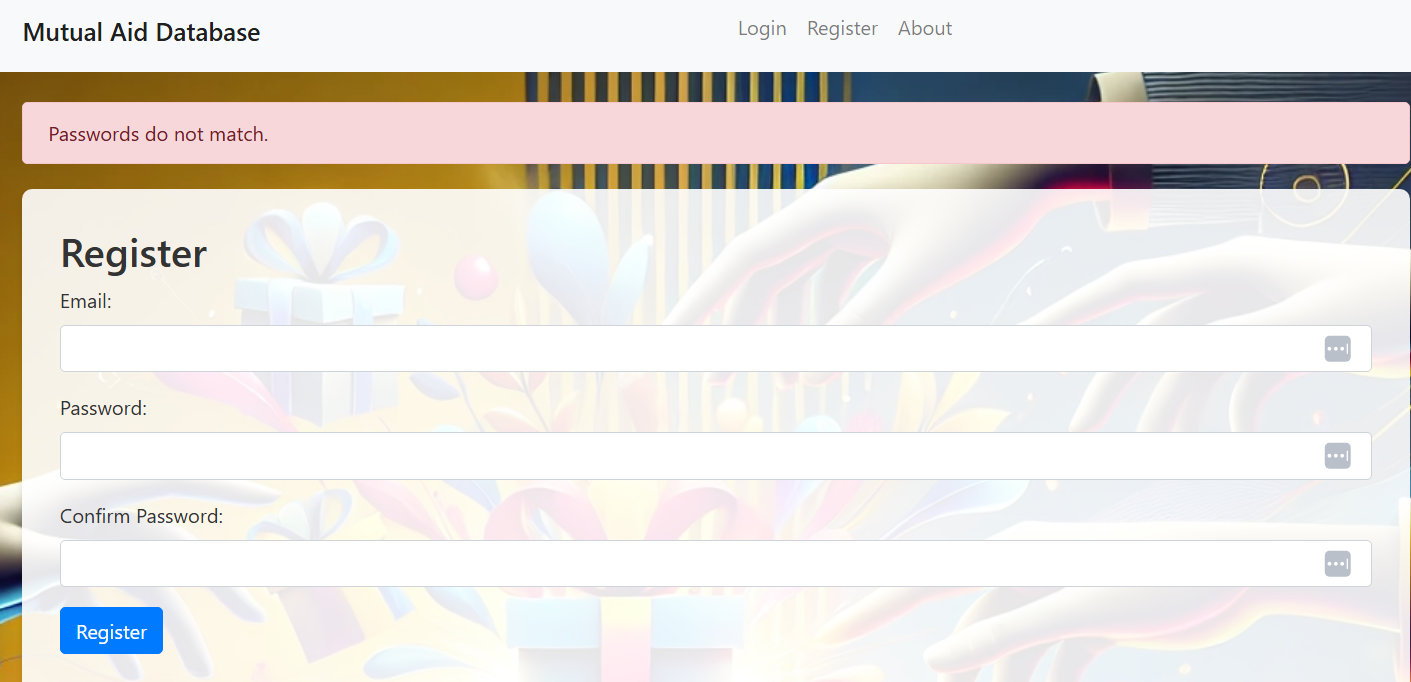 Mutual Aid Database
Login Register About
Passwords do not match.
Register
Email:
Password:
Confirm Password:
Register